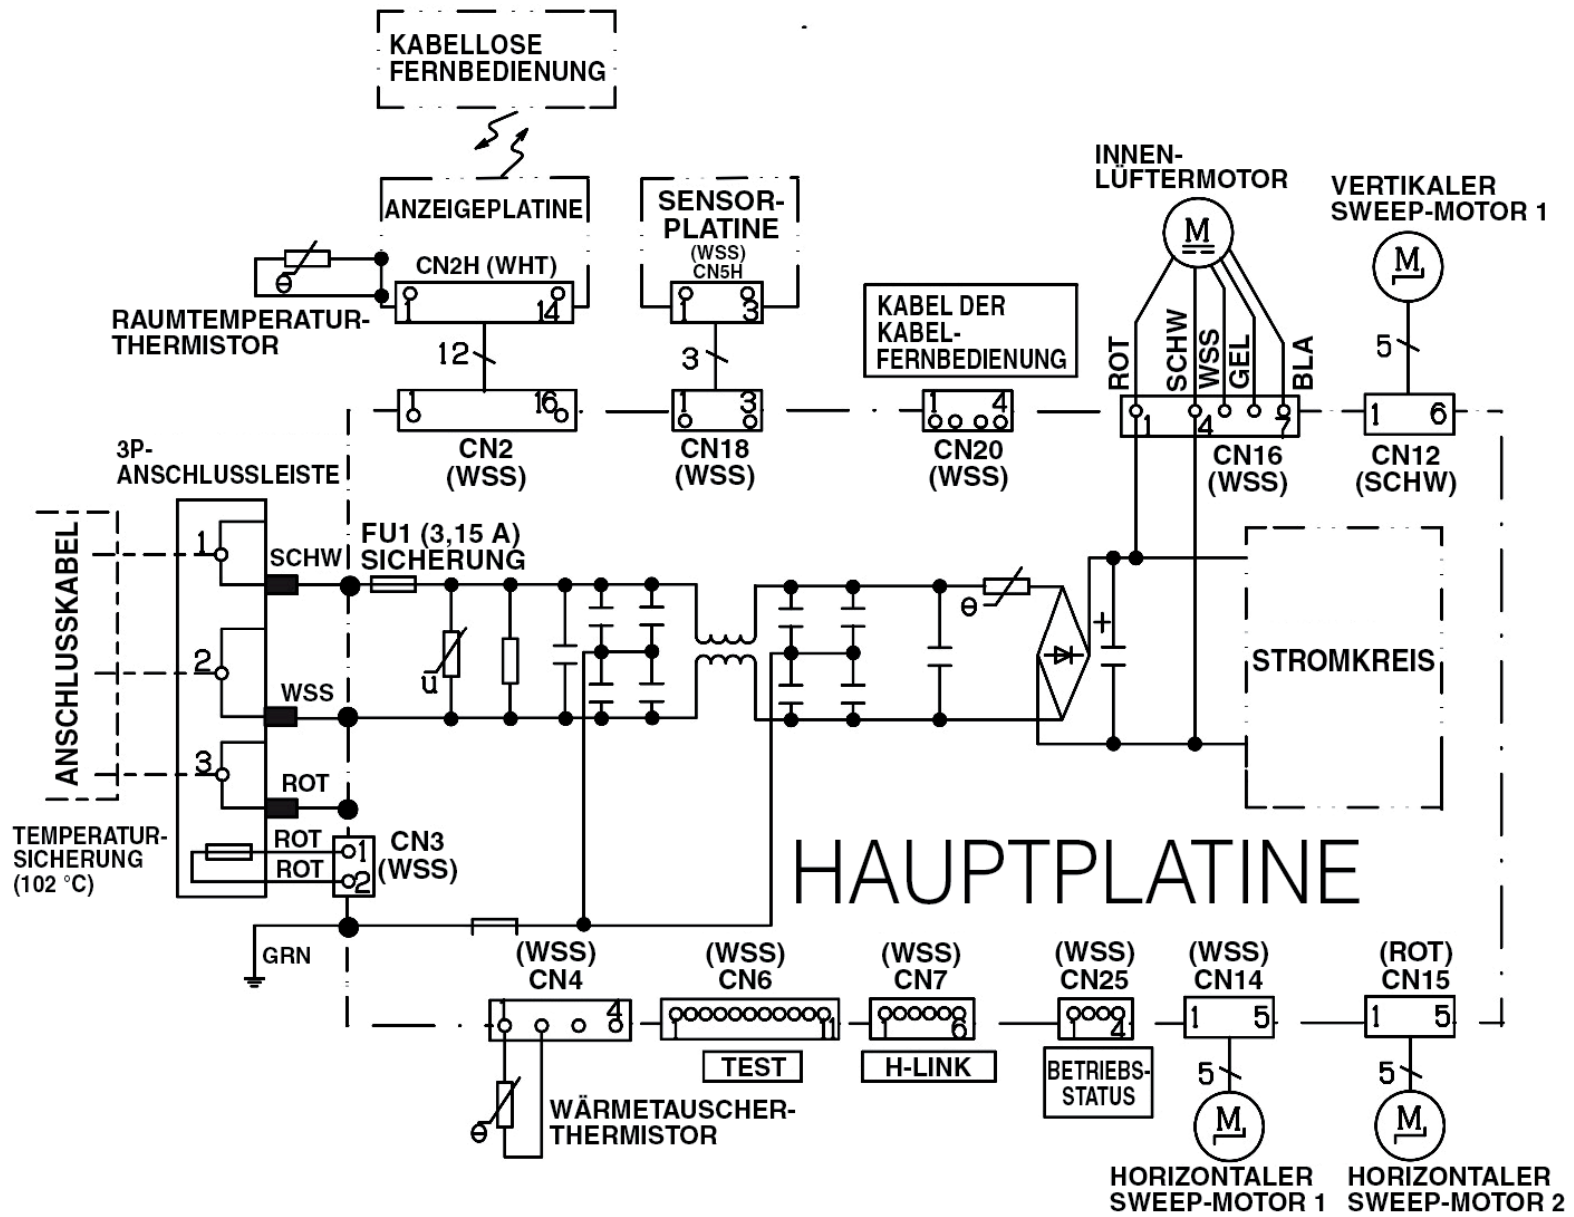 KABELLOSE
FERNBEDIENUNG
ANZEIGEPLATINE
CN2H (WHT)
1 14
θ
RAUMTEMPERATUR-
THERMISTOR
12
1 16
CN2
(WSS)
SENSOR-
PLATINE
(WSS)
CN5H
1 3
3
1 3
CN18
(WSS)
KABEL DER
KABEL-
FERNBEDIENUNG
1 4
CN20
(WSS)
INNEN-
LÜFTERMOTOR
M
ROT
SCHW
WSS
GEL
BLA
1 4 7
CN16
(WSS)
VERTIKALER
SWEEP-MOTOR 1
M
5
1 6
CN12
(SCHW)
3P-
ANSCHLUSSLEISTE
ANSCHLUSSKABEL
1
SCHW
2
WSS
3
ROT
FU1 (3,15 A)
SICHERUNG
u
θ
+
STROMKREIS
TEMPERATUR-
SICHERUNG
(102 °C)
ROT
ROT
1
2
CN3
(WSS)
GRN
HAUPTPLATINE
(WSS)
CN4
1 4
θ
WÄRMETAUSCHER-
THERMISTOR
(WSS)
CN6
1 11
TEST
(WSS)
CN7
1 6
H-LINK
(WSS)
CN25
1 4
BETRIEBS-
STATUS
(WSS)
CN14
1 5
5
M
HORIZONTALER
SWEEP-MOTOR 1
(ROT)
CN15
1 5
5
M
HORIZONTALER
SWEEP-MOTOR 2